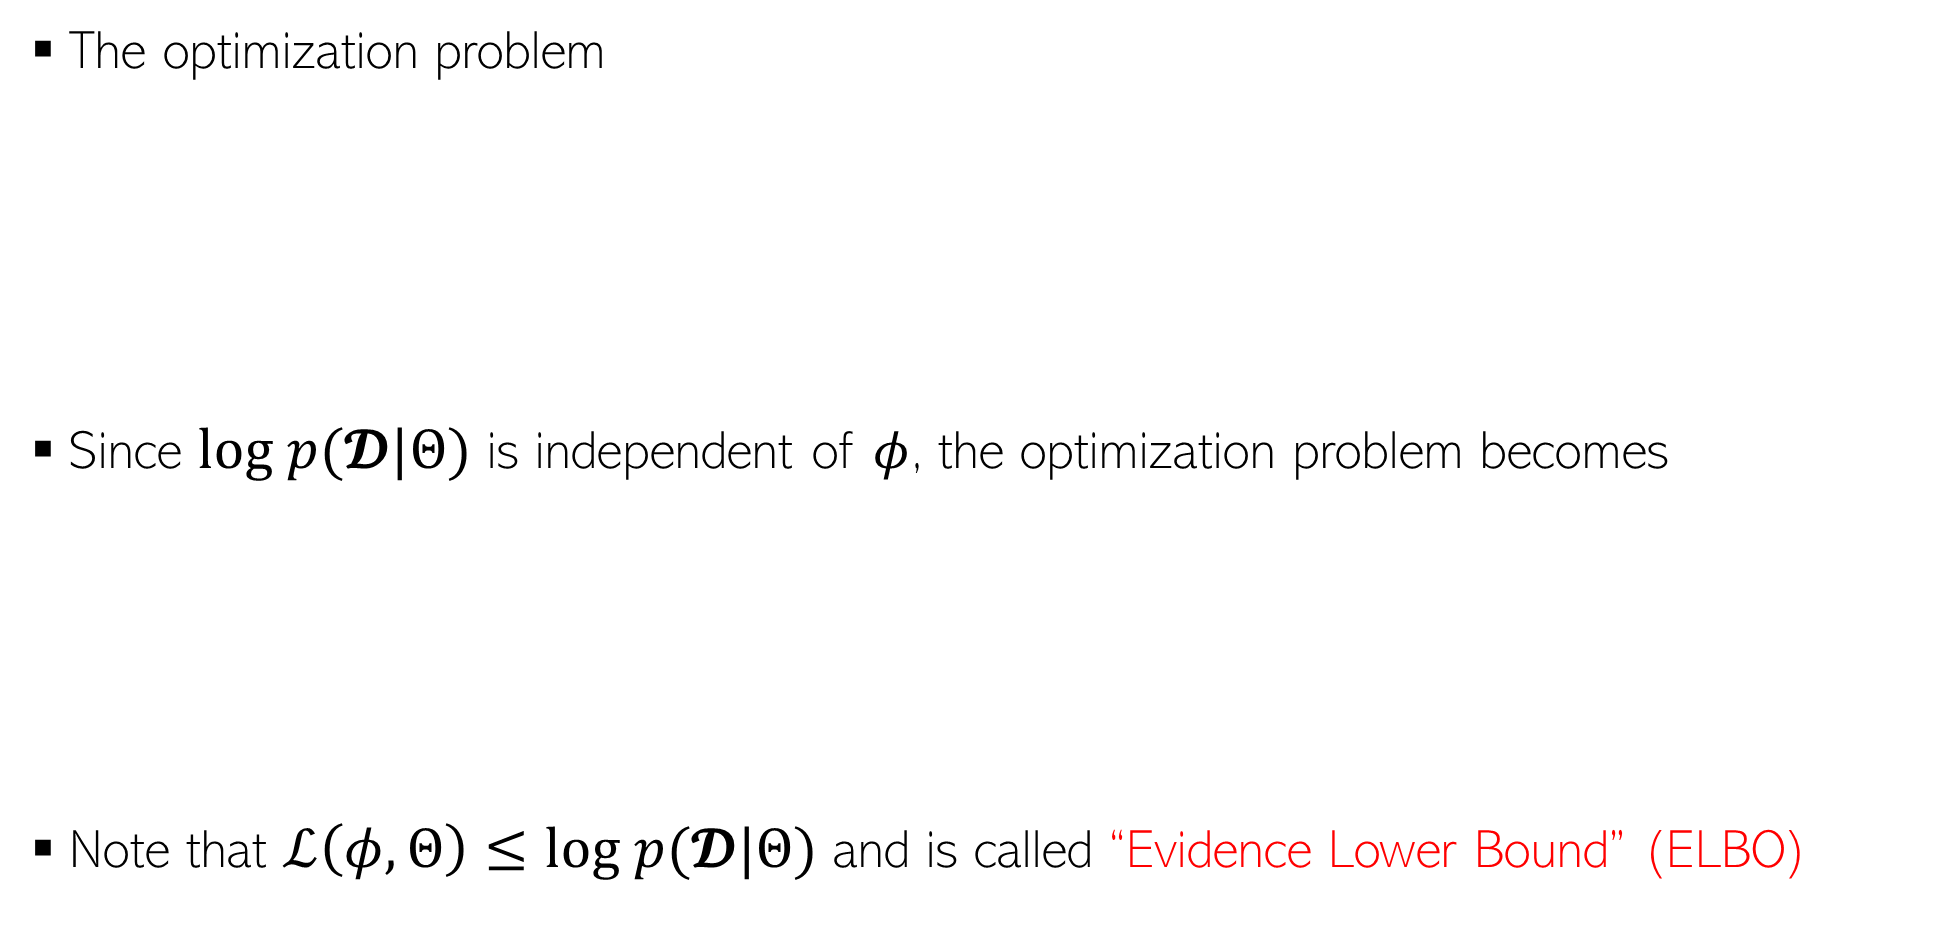 ▪ The optimization problem
▪ Since log p(𝓓|Θ) is independent of ϕ, the optimization problem becomes
▪ Note that ℒ(ϕ, Θ) ≤ log p(𝓓|Θ) and is called “Evidence Lower Bound” (ELBO)